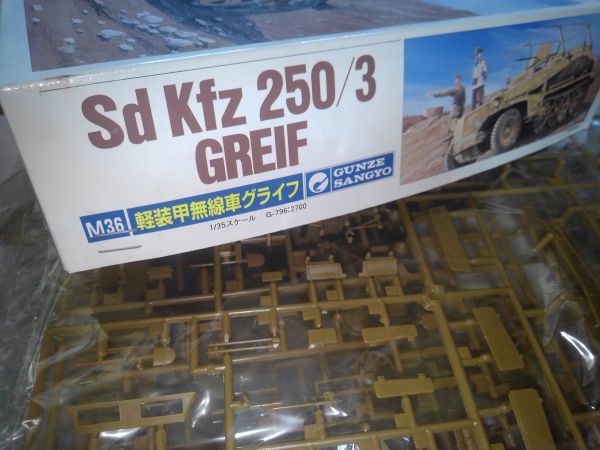 Sd Kfz 250/3
GREIF
M36 軽装甲無線車グライフ
GUNZE
SANGYO
1/35スケール G-796:2700